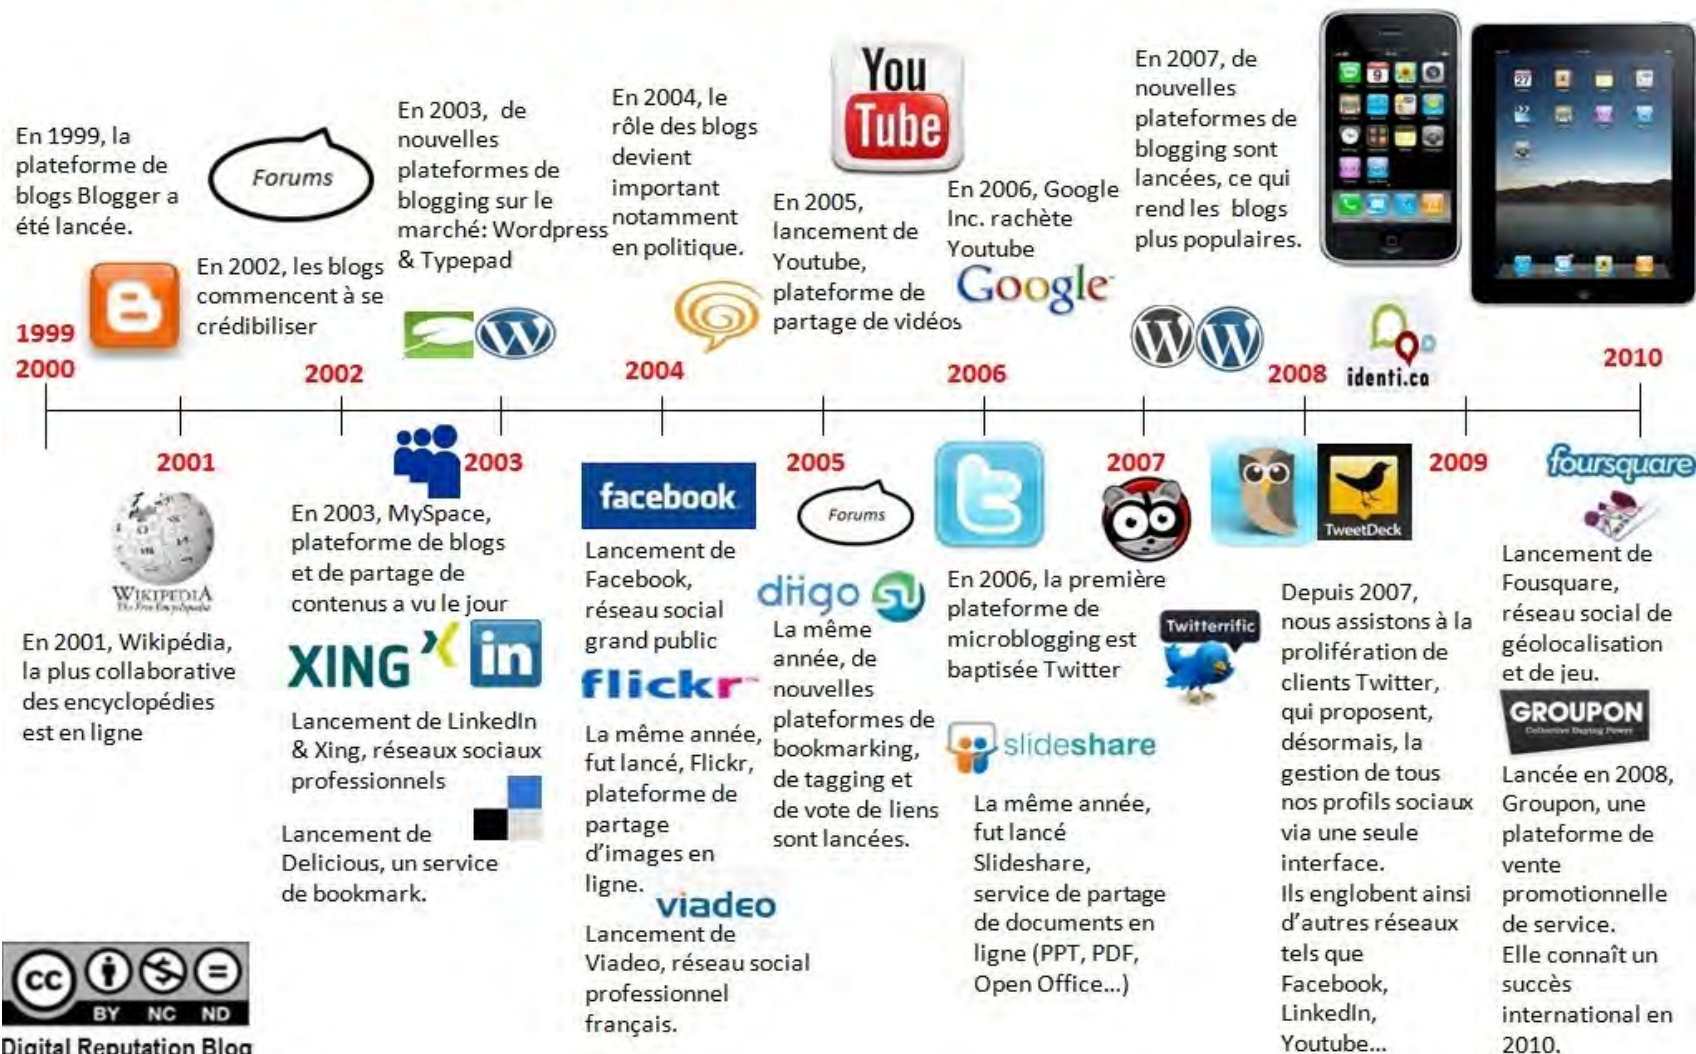 En 1999, la
plateforme de
blogs Blogger a
été lancée.
Forums
En 2002, les blogs
commencent à se
crédibiliser
En 2003, de
nouvelles
plateformes de
blogging sur le
marché: Wordpress
& Typepad
En 2004, le
rôle des blogs
devient
important
notamment
en politique.
You
Tube
En 2005,
lancement de
Youtube,
plateforme de
partage de vidéos
En 2006, Google
Inc. rachète
Youtube
Google
En 2007, de
nouvelles
plateformes de
blogging sont
lancées, ce qui
rend les blogs
plus populaires.
identi.ca
1999
2000
2002
2004
2006
2008
2010
2001
2003
2005
2007
2009
WIKIPEDIA
The Free Encyclopedia
En 2001, Wikipédia,
la plus collaborative
des encyclopédies
est en ligne
En 2003, MySpace,
plateforme de blogs
et de partage de
contenus a vu le jour
XING
in
Lancement de LinkedIn
& Xing, réseaux sociaux
professionnels
Lancement de
Delicious, un service
de bookmark.
facebook
Lancement de
Facebook,
réseau social
grand public
flickr
La même année,
fut lancé, Flickr,
plateforme de
partage
d'images en
ligne.
viadeo
Lancement de
Viadeo, réseau social
professionnel
français.
Forums
diigo
La même
année, de
nouvelles
plateformes de
bookmarking,
de tagging et
de vote de liens
sont lancées.
En 2006, la première
plateforme de
microblogging est
baptisée Twitter
slideshare
La même année,
fut lancé
Slideshare,
service de partage
de documents en
ligne (PPT, PDF,
Open Office...)
Twitterrific
TweetDeck
Depuis 2007,
nous assistons à la
prolifération de
clients Twitter,
qui proposent,
désormais, la
gestion de tous
nos profils sociaux
via une seule
interface.
Ils englobent ainsi
d'autres réseaux
tels que
Facebook,
LinkedIn,
Youtube...
foursquare
Lancement de
Fousquare,
réseau social de
géolocalisation
et de jeu.
GROUPON
Collective Buying Power
Lancée en 2008,
Groupon, une
plateforme de
vente
promotionnelle
de service.
Elle connaît un
succès
international en
2010.
cc
BY NC ND
Digital Reputation Blog